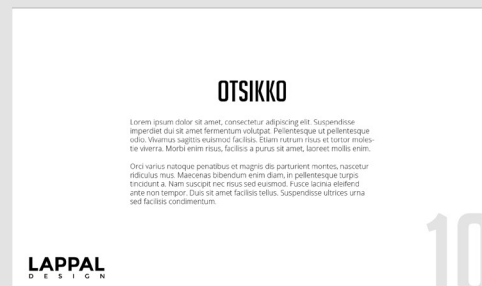 OTSIKKO
Lorem ipsum dolor sit amet, consectetur adipiscing elit. Suspendisse
imperdiet dui sit amet fermentum volutpat. Pellentesque ut pellentesque
odio. Vivamus sagittis euismod facilisis. Etiam rutrum risus et tortor moles-
tie viverra. Morbi enim risus, facilisis a purus sit amet, laoreet mollis enim.
Orci varius natoque penatibus et magnis dis parturient montes, nascetur
ridiculus mus. Maecenas bibendum enim diam, in pellentesque turpis
tincidunt a. Nam suscipit nec risus sed euismod. Fusce lacinia eleifend
ante non tempor. Duis sit amet facilisis tellus. Suspendisse ultrices urna
sed facilisis condimentum.
LAPPAL
DESIGN
10